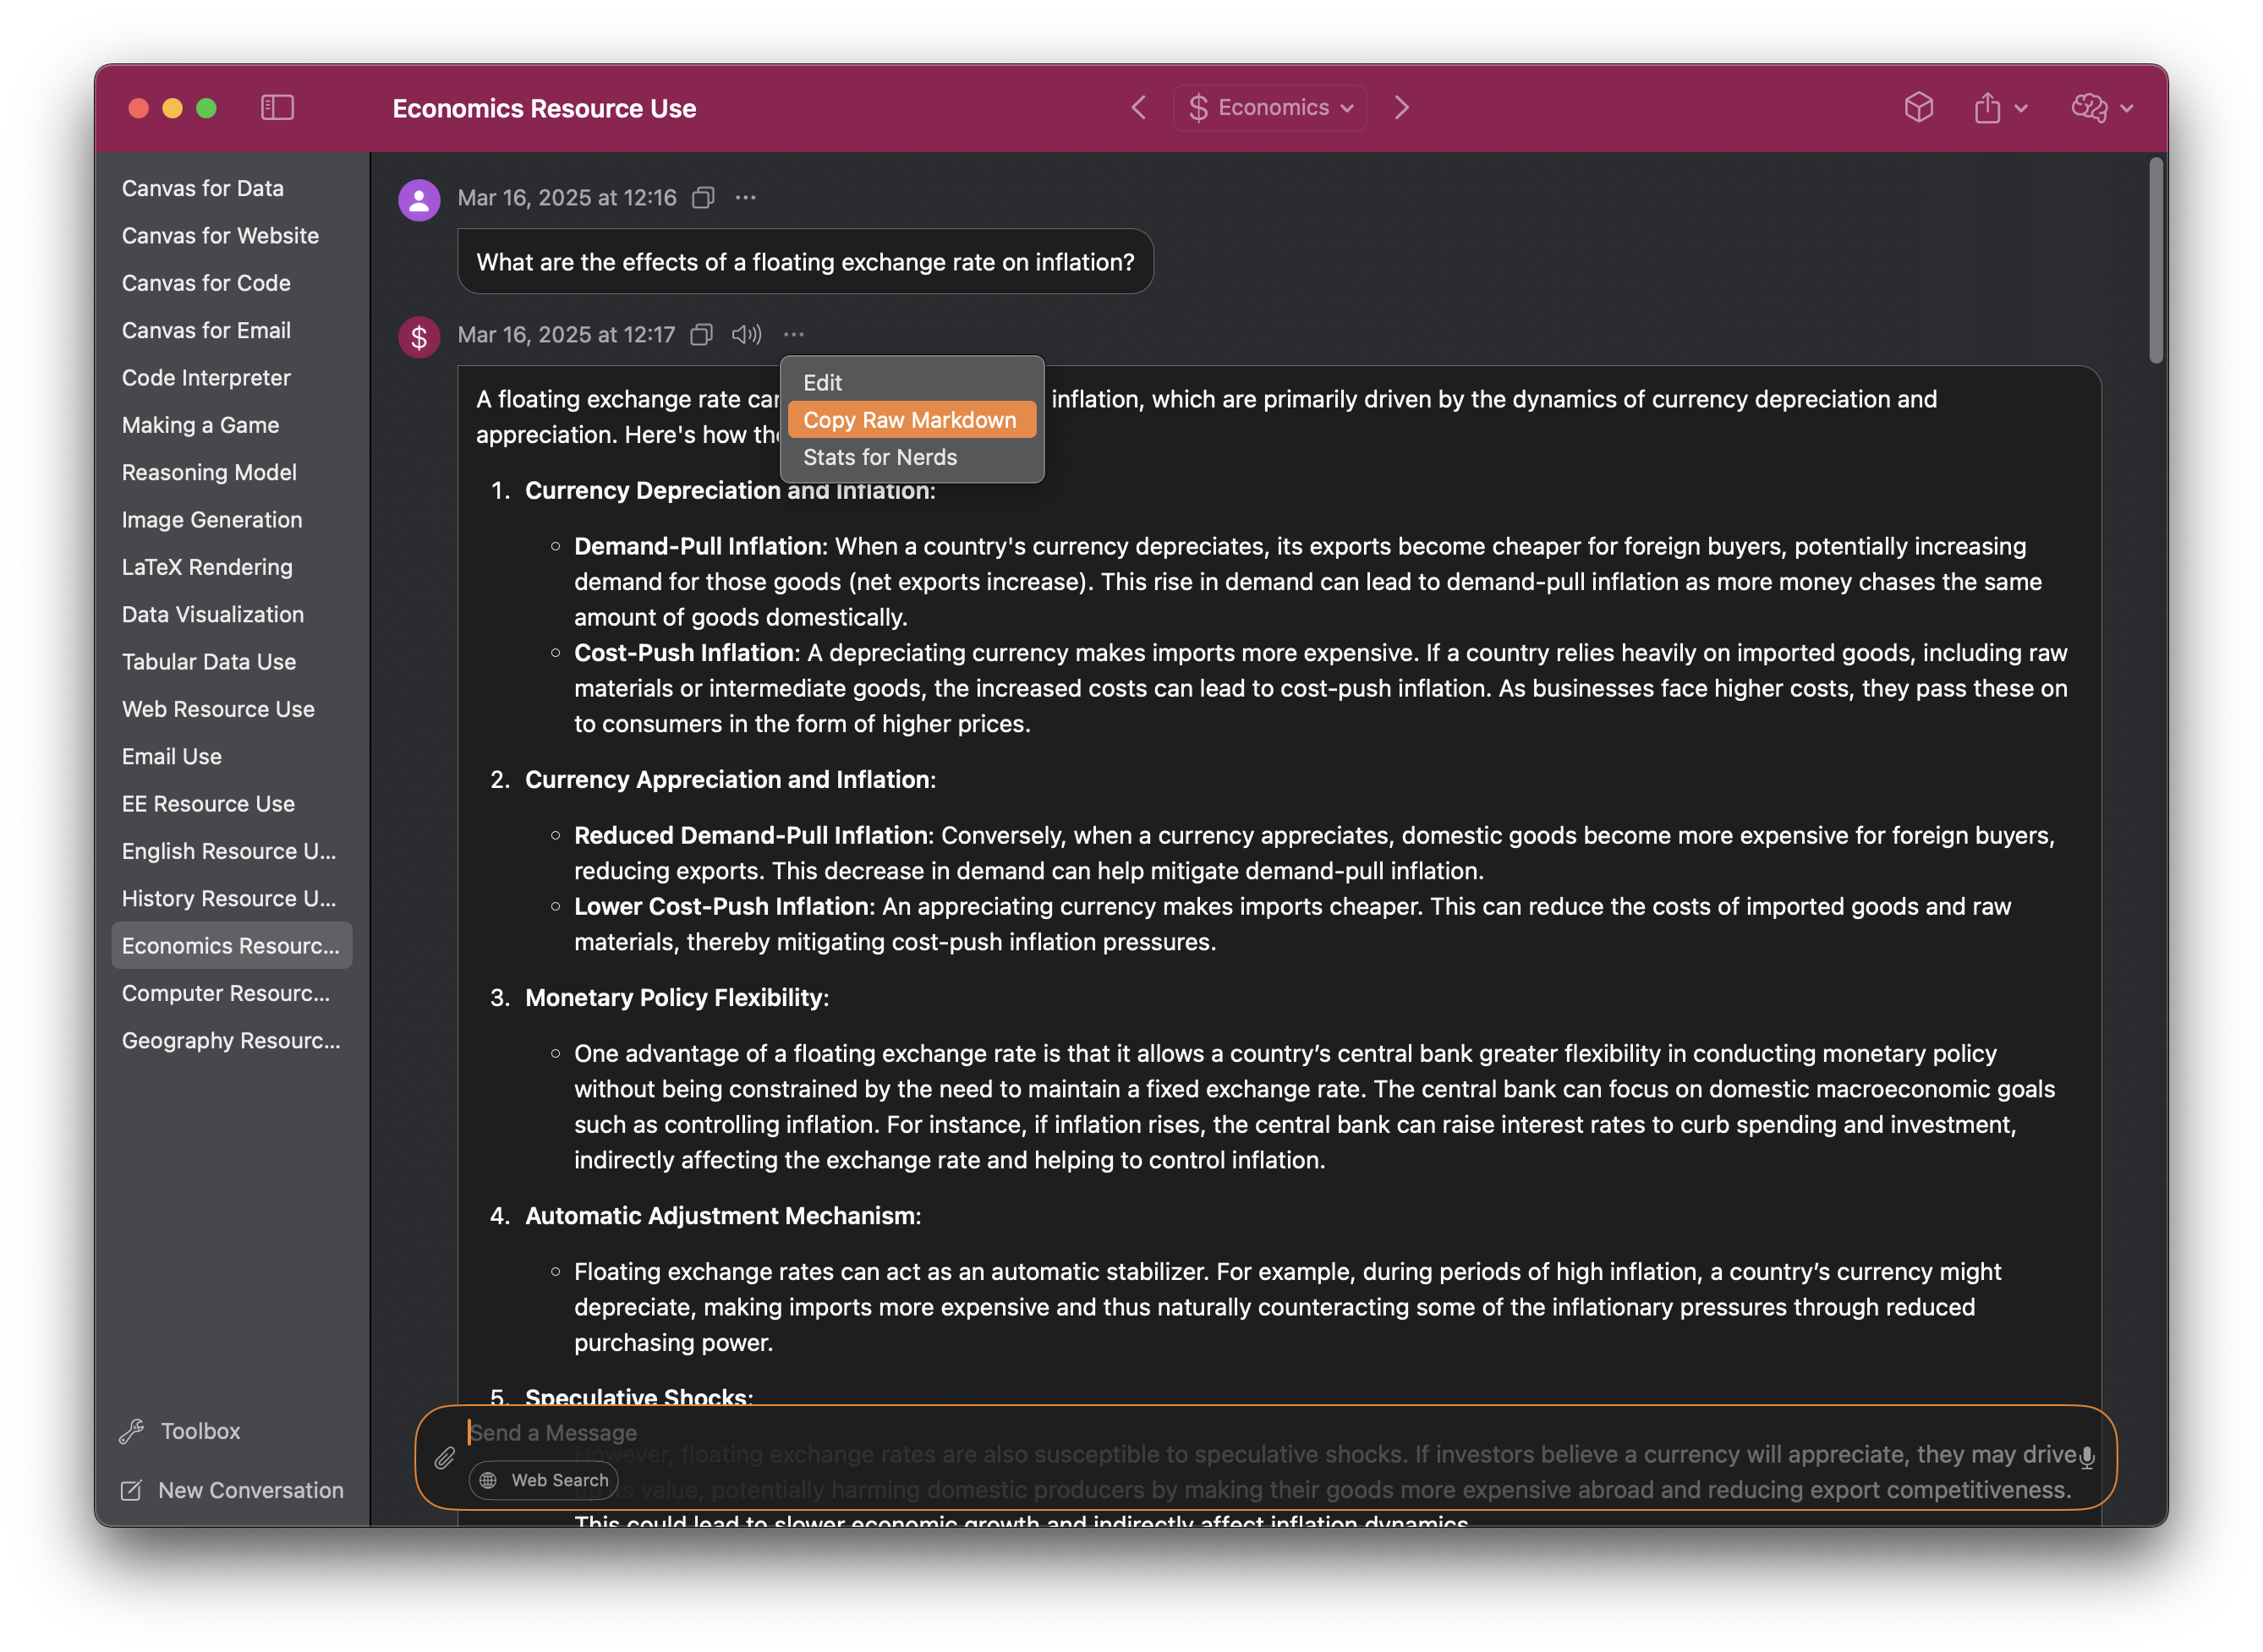 Economics Resource Use
$ Economics
Canvas for Data
Canvas for Website
Canvas for Code
Canvas for Email
Code Interpreter
Making a Game
Reasoning Model
Image Generation
LaTeX Rendering
Data Visualization
Tabular Data Use
Web Resource Use
Email Use
EE Resource Use
English Resource U...
History Resource U...
Economics Resourc...
Computer Resourc...
Geography Resourc...
Toolbox
New Conversation
Mar 16, 2025 at 12:16
What are the effects of a floating exchange rate on inflation?
$
Mar 16, 2025 at 12:17
Edit
Copy Raw Markdown
Stats for Nerds
A floating exchange rate inflation, which are primarily driven by the dynamics of currency depreciation and
appreciation. Here's how
1. Currency Depreciation and Inflation:
◦ Demand-Pull Inflation: When a country's currency depreciates, its exports become cheaper for foreign buyers, potentially increasing
demand for those goods (net exports increase). This rise in demand can lead to demand-pull inflation as more money chases the same
amount of goods domestically.
◦ Cost-Push Inflation: A depreciating currency makes imports more expensive. If a country relies heavily on imported goods, including raw
materials or intermediate goods, the increased costs can lead to cost-push inflation. As businesses face higher costs, they pass these on
to consumers in the form of higher prices.
2. Currency Appreciation and Inflation:
◦ Reduced Demand-Pull Inflation: Conversely, when a currency appreciates, domestic goods become more expensive for foreign buyers,
reducing exports. This decrease in demand can help mitigate demand-pull inflation.
◦ Lower Cost-Push Inflation: An appreciating currency makes imports cheaper. This can reduce the costs of imported goods and raw
materials, thereby mitigating cost-push inflation pressures.
3. Monetary Policy Flexibility:
◦ One advantage of a floating exchange rate is that it allows a country’s central bank greater flexibility in conducting monetary policy
without being constrained by the need to maintain a fixed exchange rate. The central bank can focus on domestic macroeconomic goals
such as controlling inflation. For instance, if inflation rises, the central bank can raise interest rates to curb spending and investment,
indirectly affecting the exchange rate and helping to control inflation.
4. Automatic Adjustment Mechanism:
◦ Floating exchange rates can act as an automatic stabilizer. For example, during periods of high inflation, a country’s currency might
depreciate, making imports more expensive and thus naturally counteracting some of the inflationary pressures through reduced
purchasing power.
5. Speculative Shocks:
Send a Message
However, floating exchange rates are also susceptible to speculative shocks. If investors believe a currency will appreciate, they may drive
Web Search
its value, potentially harming domestic producers by making their goods more expensive abroad and reducing export competitiveness.
This could lead to slower economic growth and indirectly affect inflation dynamics.